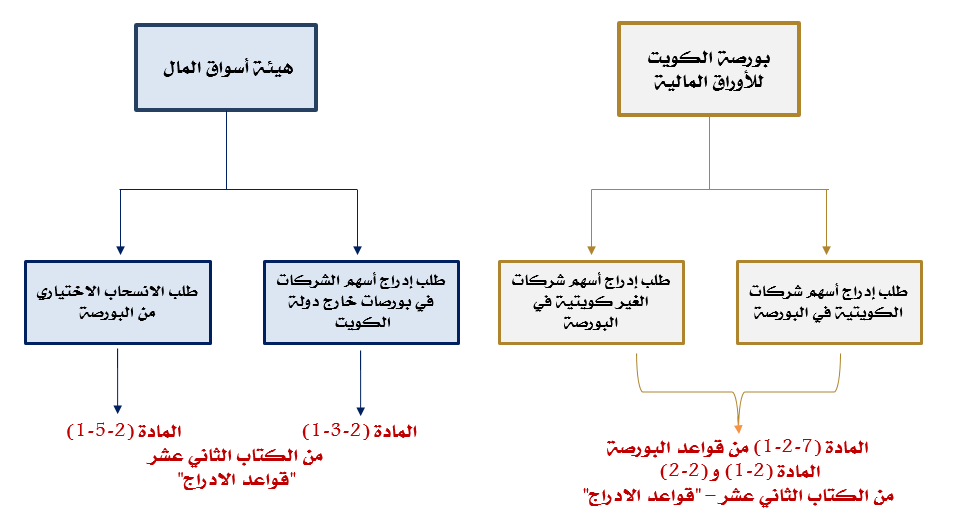 بورصة الكويت
للأوراق المالية
هيئة أسواق المال
طلب إدراج أسهم شركات
الكويتية في البورصة
طلب إدراج أسهم شركات
الغير كويتية في
البورصة
طلب إدراج أسهم الشركات
في بورصات خارج دولة
الكويت
طلب الانسحاب الاختياري
من البورصة
المادة (7-2-1) من قواعد البورصة
المادة (2-1) و(2-2)
من الكتاب الثاني عشر – "قواعد الادراج"
المادة (2-3-1)
المادة (2-5-1)
من الكتاب الثاني عشر
"قواعد الادراج"